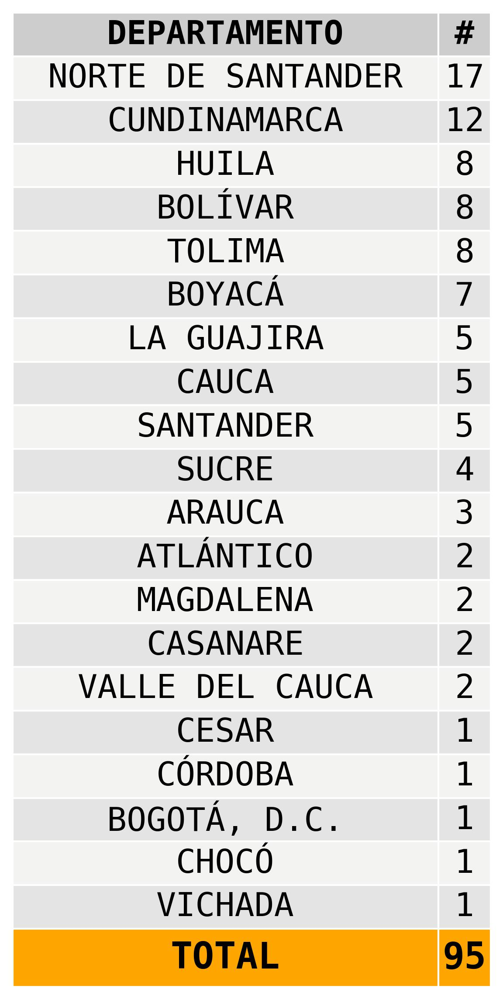 DEPARTAMENTO #
NORTE DE SANTANDER 17
CUNDINAMARCA 12
HUILA 8
BOLÍVAR 8
TOLIMA 8
BOYACÁ 7
LA GUAJIRA 5
CAUCA 5
SANTANDER 5
SUCRE 4
ARAUCA 3
ATLÁNTICO 2
MAGDALENA 2
CASANARE 2
VALLE DEL CAUCA 2
CESAR 1
CÓRDOBA 1
BOGOTÁ, D.C. 1
CHOCÓ 1
VICHADA 1
TOTAL 95